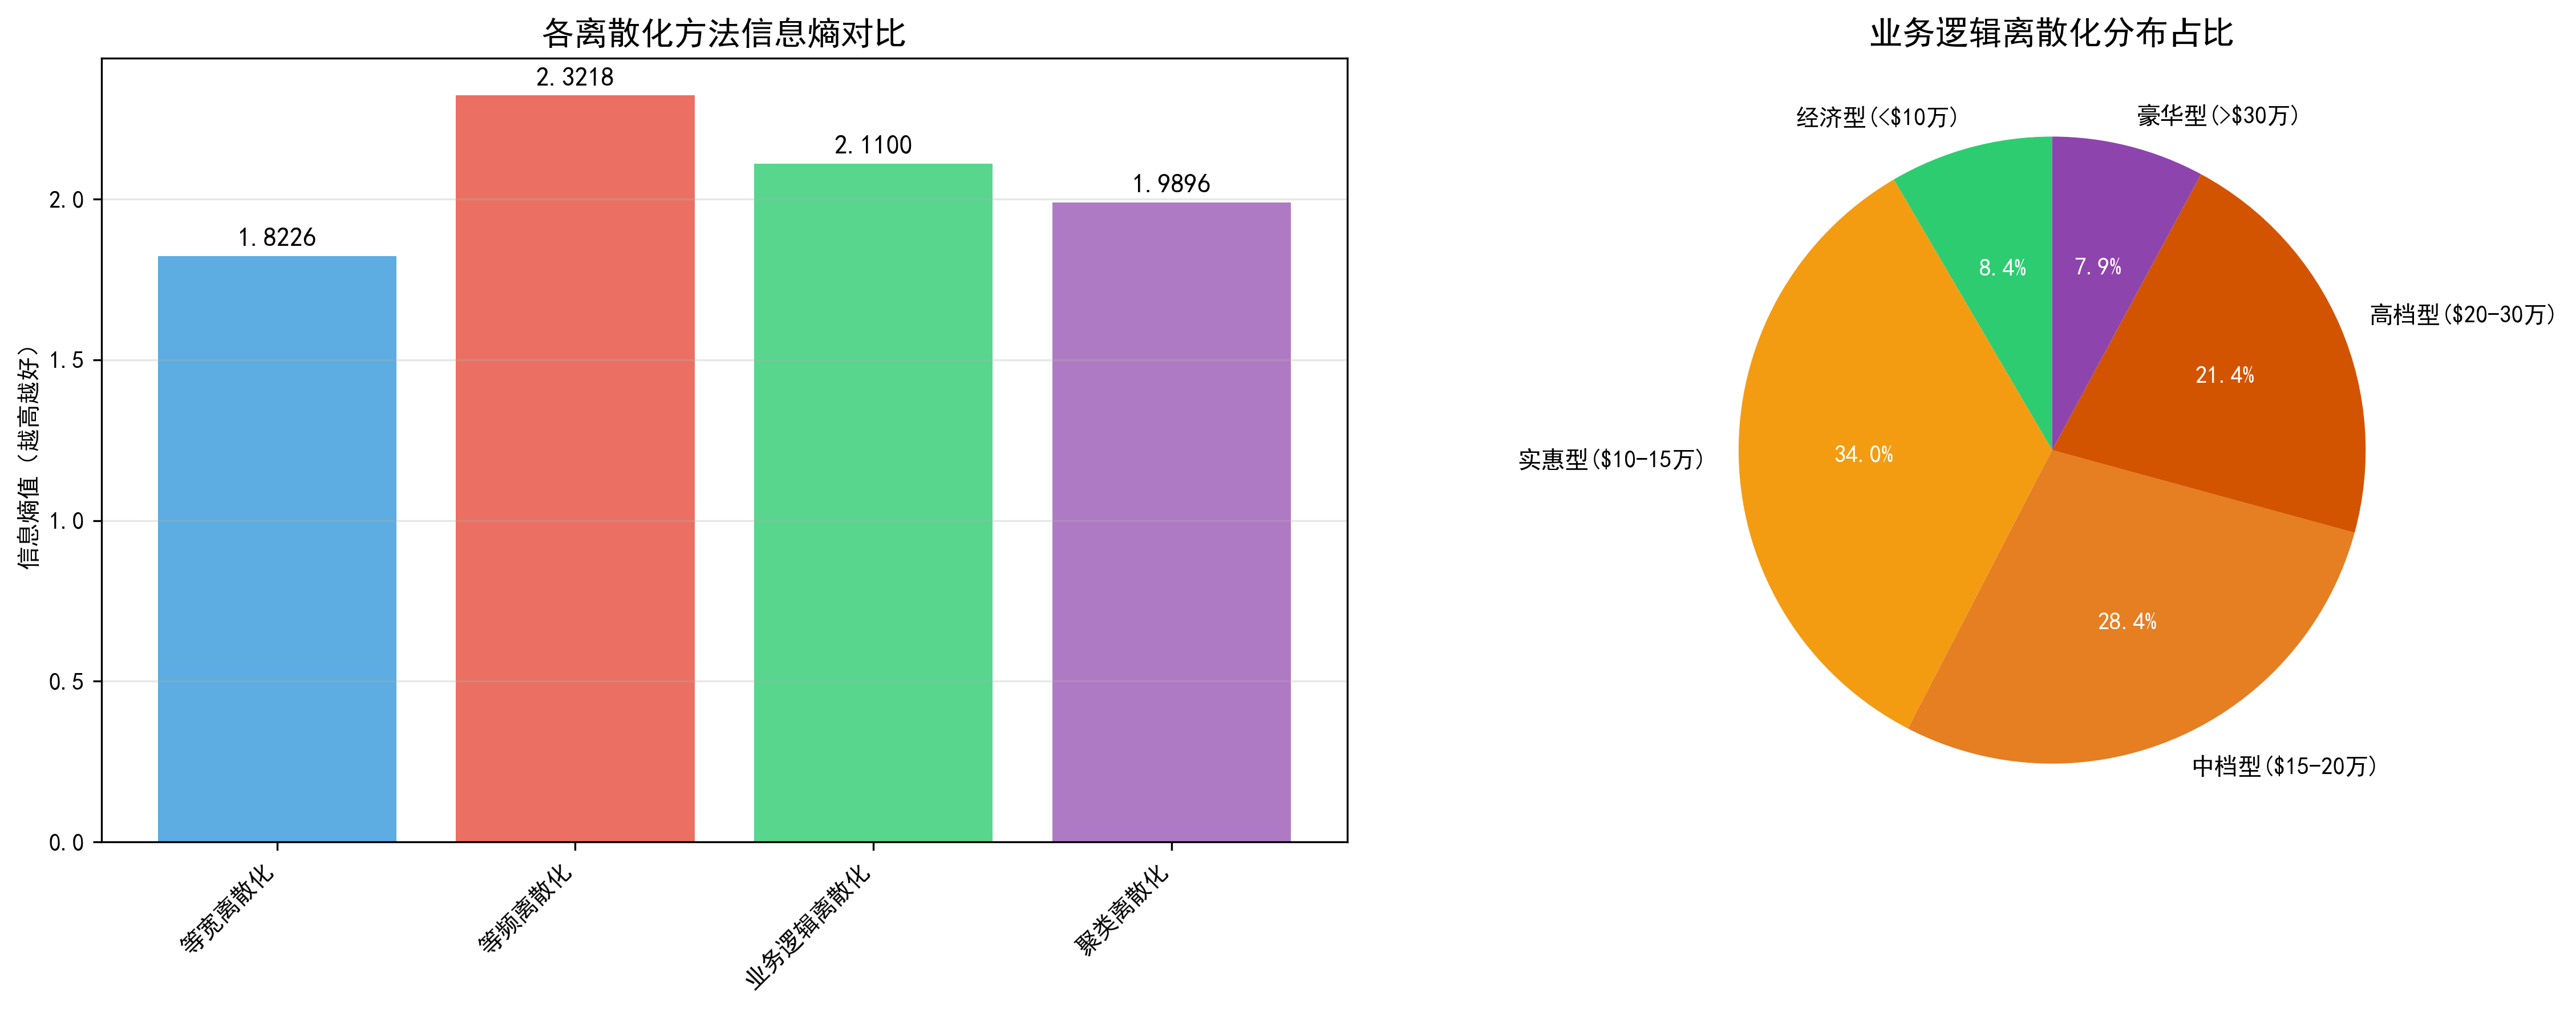 各离散化方法信息熵对比
信息熵值（越高越好）
2.0
1.5
1.0
0.5
0.0
1.8226
2.3218
2.1100
1.9896
等宽离散化
等频离散化
业务逻辑离散化
聚类离散化
业务逻辑离散化分布占比
经济型(<$10万)
豪华型(>$30万)
高档型($20-30万)
实惠型($10-15万)
中档型($15-20万)
8.4%
7.9%
21.4%
34.0%
28.4%